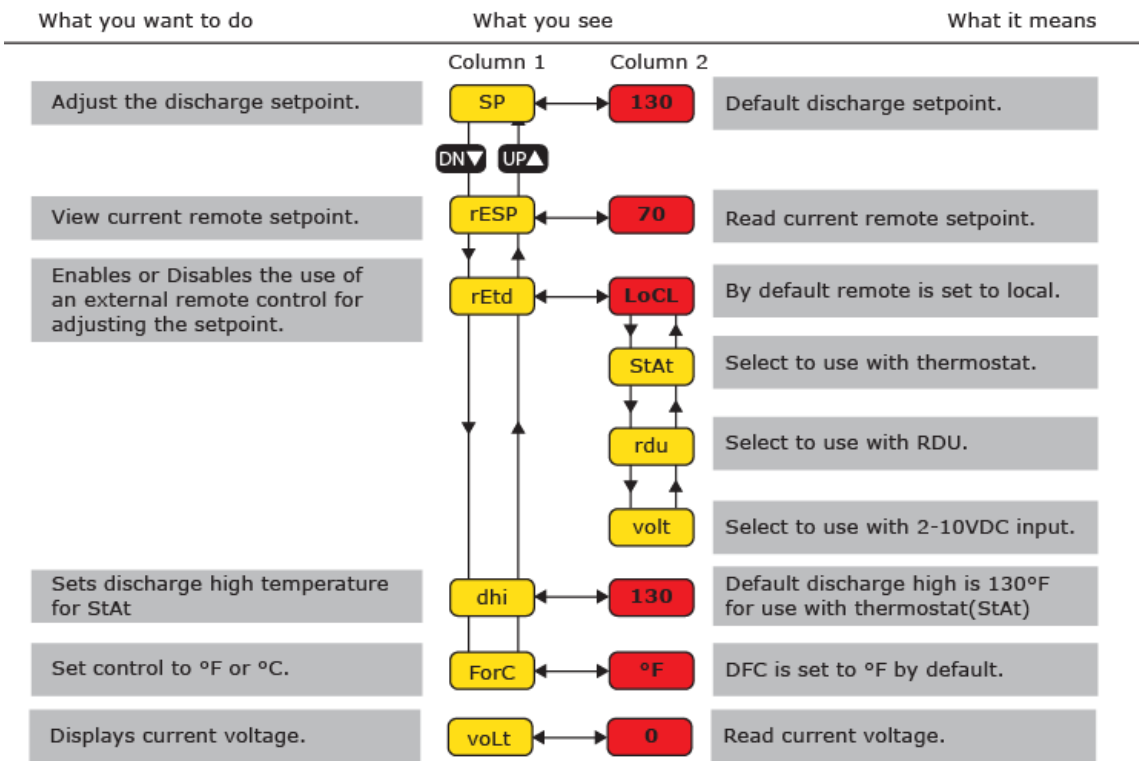 What you want to do What you see What it means
Column 1 Column 2
Adjust the discharge setpoint. SP 130 Default discharge setpoint.
DN▼ UP▲
View current remote setpoint. rESP 70 Read current remote setpoint.
Enables or Disables the use of
an external remote control for
adjusting the setpoint.
rEtd LoCL By default remote is set to local.
StAt Select to use with thermostat.
rdu Select to use with RDU.
volt Select to use with 2-10VDC input.
Sets discharge high temperature
for StAt
dhi 130
Default discharge high is 130°F
for use with thermostat(StAt)
Set control to °F or °C. ForC °F DFC is set to °F by default.
Displays current voltage. voLt 0 Read current voltage.